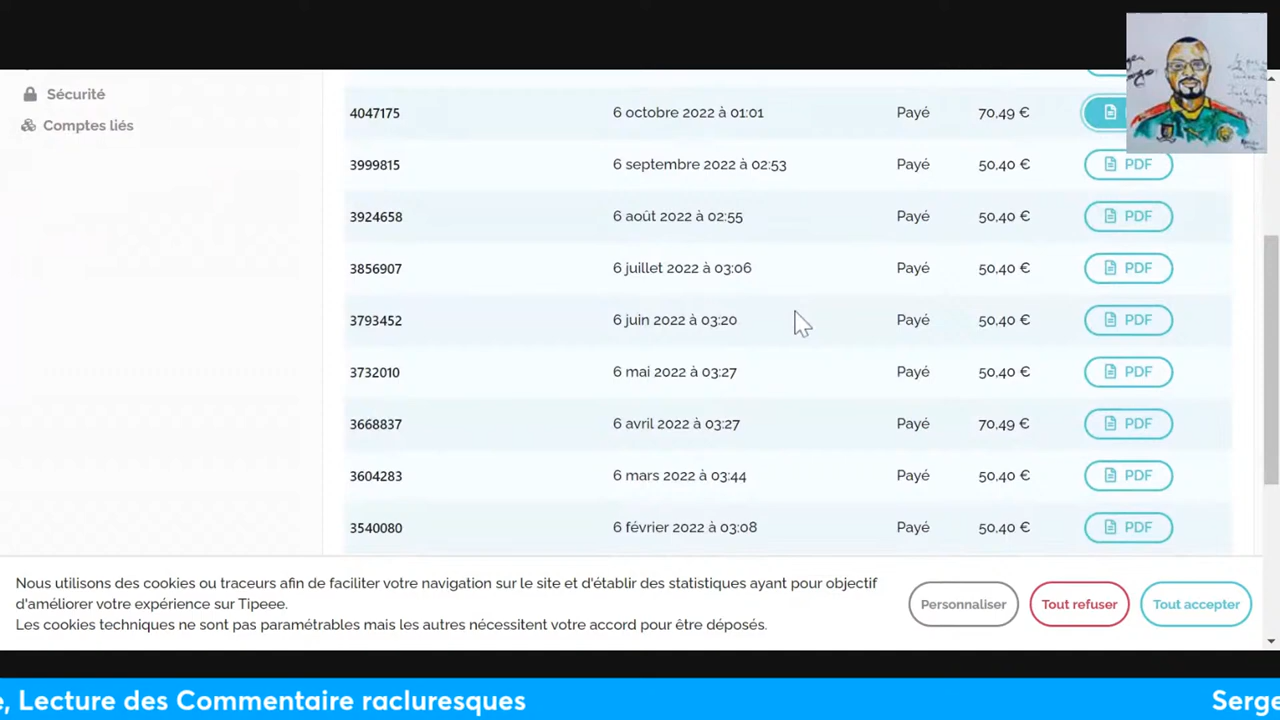 Sécurité
Comptes liés
4047175 6 octobre 2022 à 01:01 Payé 70,49 €
3999815 6 septembre 2022 à 02:53 Payé 50,40 € PDF
3924658 6 août 2022 à 02:55 Payé 50,40 € PDF
3856907 6 juillet 2022 à 03:06 Payé 50,40 € PDF
3793452 6 juin 2022 à 03:20 Payé 50,40 € PDF
3732010 6 mai 2022 à 03:27 Payé 50,40 € PDF
3668837 6 avril 2022 à 03:27 Payé 70,49 € PDF
3604283 6 mars 2022 à 03:44 Payé 50,40 € PDF
3540080 6 février 2022 à 03:08 Payé 50,40 € PDF
Nous utilisons des cookies ou traceurs afin de faciliter votre navigation sur le site et d'établir des statistiques ayant pour objectif
d'améliorer votre expérience sur Tipeee.
Les cookies techniques ne sont pas paramétrables mais les autres nécessitent votre accord pour être déposés.
Personnaliser Tout refuser Tout accepter
e, Lecture des Commentaire racluresques Serge